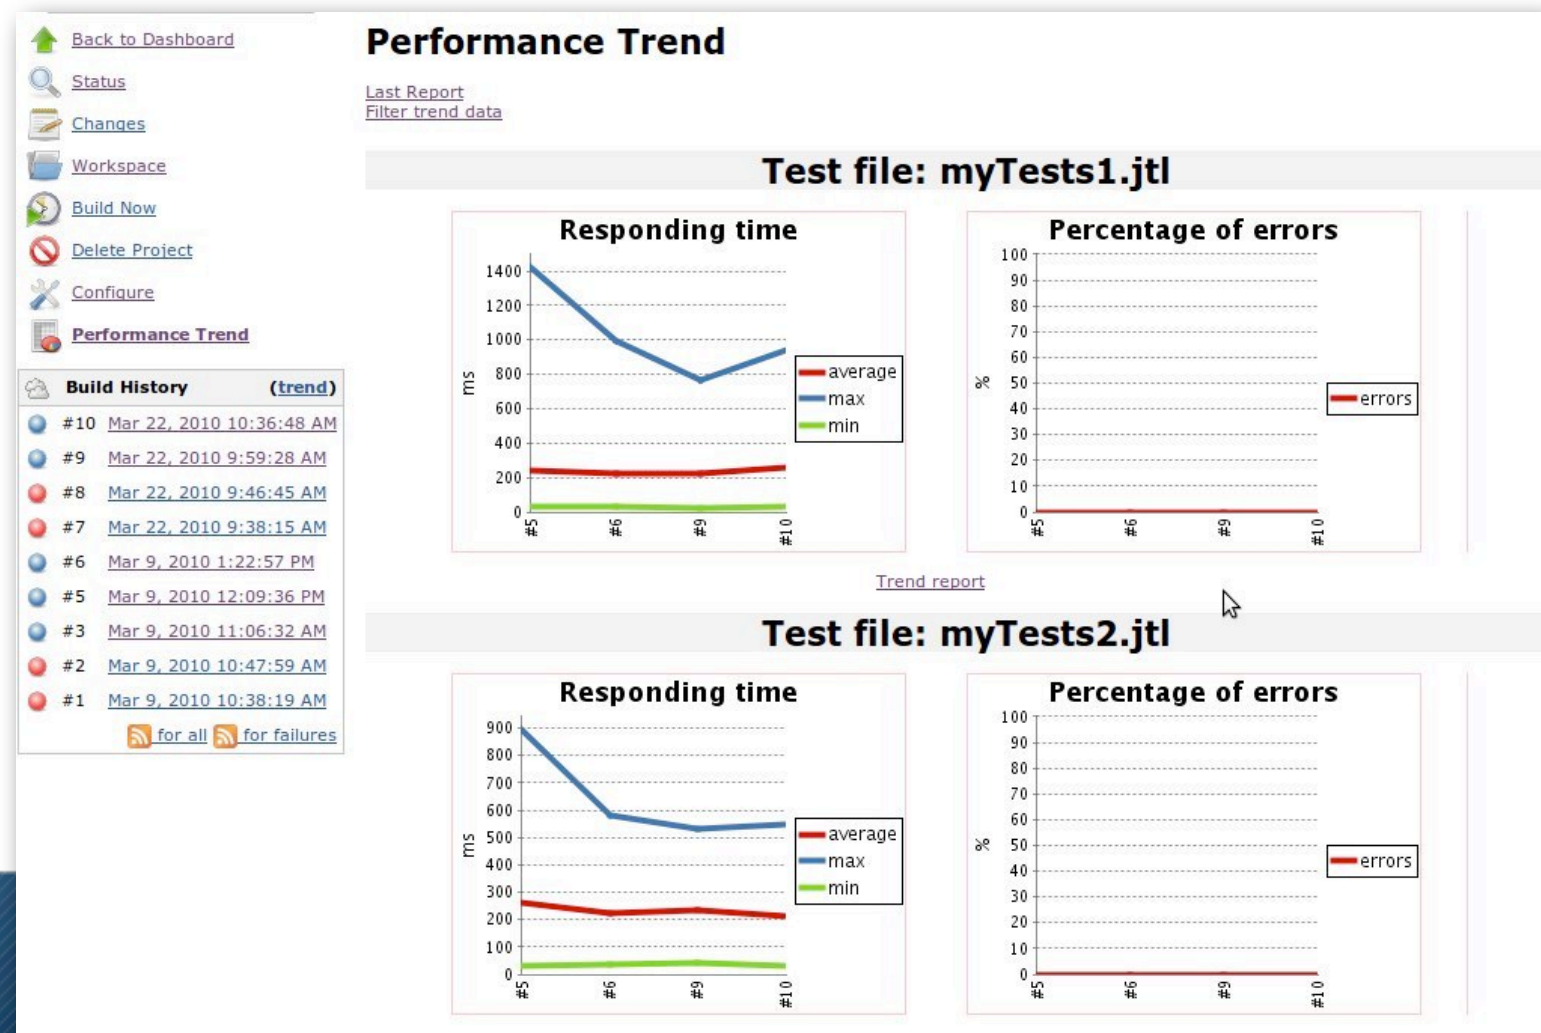 Back to Dashboard
Status
Changes
Workspace
Build Now
Delete Project
Configure
Performance Trend
Build History (trend)
#10 Mar 22, 2010 10:36:48 AM
#9 Mar 22, 2010 9:59:28 AM
#8 Mar 22, 2010 9:46:45 AM
#7 Mar 22, 2010 9:38:15 AM
#6 Mar 9, 2010 1:22:57 PM
#5 Mar 9, 2010 12:09:36 PM
#3 Mar 9, 2010 11:06:32 AM
#2 Mar 9, 2010 10:47:59 AM
#1 Mar 9, 2010 10:38:19 AM
for all for failures
Performance Trend
Last Report
Filter trend data
Test file: myTests1.jtl
Responding time
1400
1200
1000
800
600
400
200
0
ms
#5 #6 #9 #10
average
max
min
Percentage of errors
100
90
80
70
60
50
40
30
20
10
0
%
#5 #6 #9 #10
errors
Trend report
Test file: myTests2.jtl
Responding time
900
800
700
600
500
400
300
200
100
0
ms
#5 #6 #9 #10
average
max
min
Percentage of errors
100
90
80
70
60
50
40
30
20
10
0
%
#5 #6 #9 #10
errors